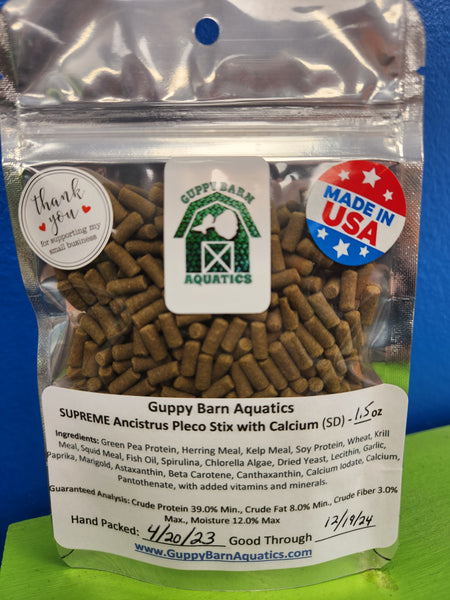 thank
you
for supporting my
small business
GUPPY BARN
AQUATICS
MADE IN
USA
Guppy Barn Aquatics
SUPREME Ancistrus Pleco Stix with Calcium (SD) - 1.5 oz
Ingredients: Green Pea Protein, Herring Meal, Kelp Meal, Soy Protein, Wheat, Krill
Meal, Squid Meal, Fish Oil, Spirulina, Chlorella Algae, Dried Yeast, Lecithin, Garlic,
Paprika, Marigold, Astaxanthin, Beta Carotene, Canthaxanthin, Calcium Iodate, Calcium,
Pantothenate, with added vitamins and minerals.
Guaranteed Analysis: Crude Protein 39.0% Min., Crude Fat 8.0% Min., Crude Fiber 3.0%
Max., Moisture 12.0% Max
Hand Packed: 4/20/23 Good Through 12/19/24
www.GuppyBarnAquatics.com